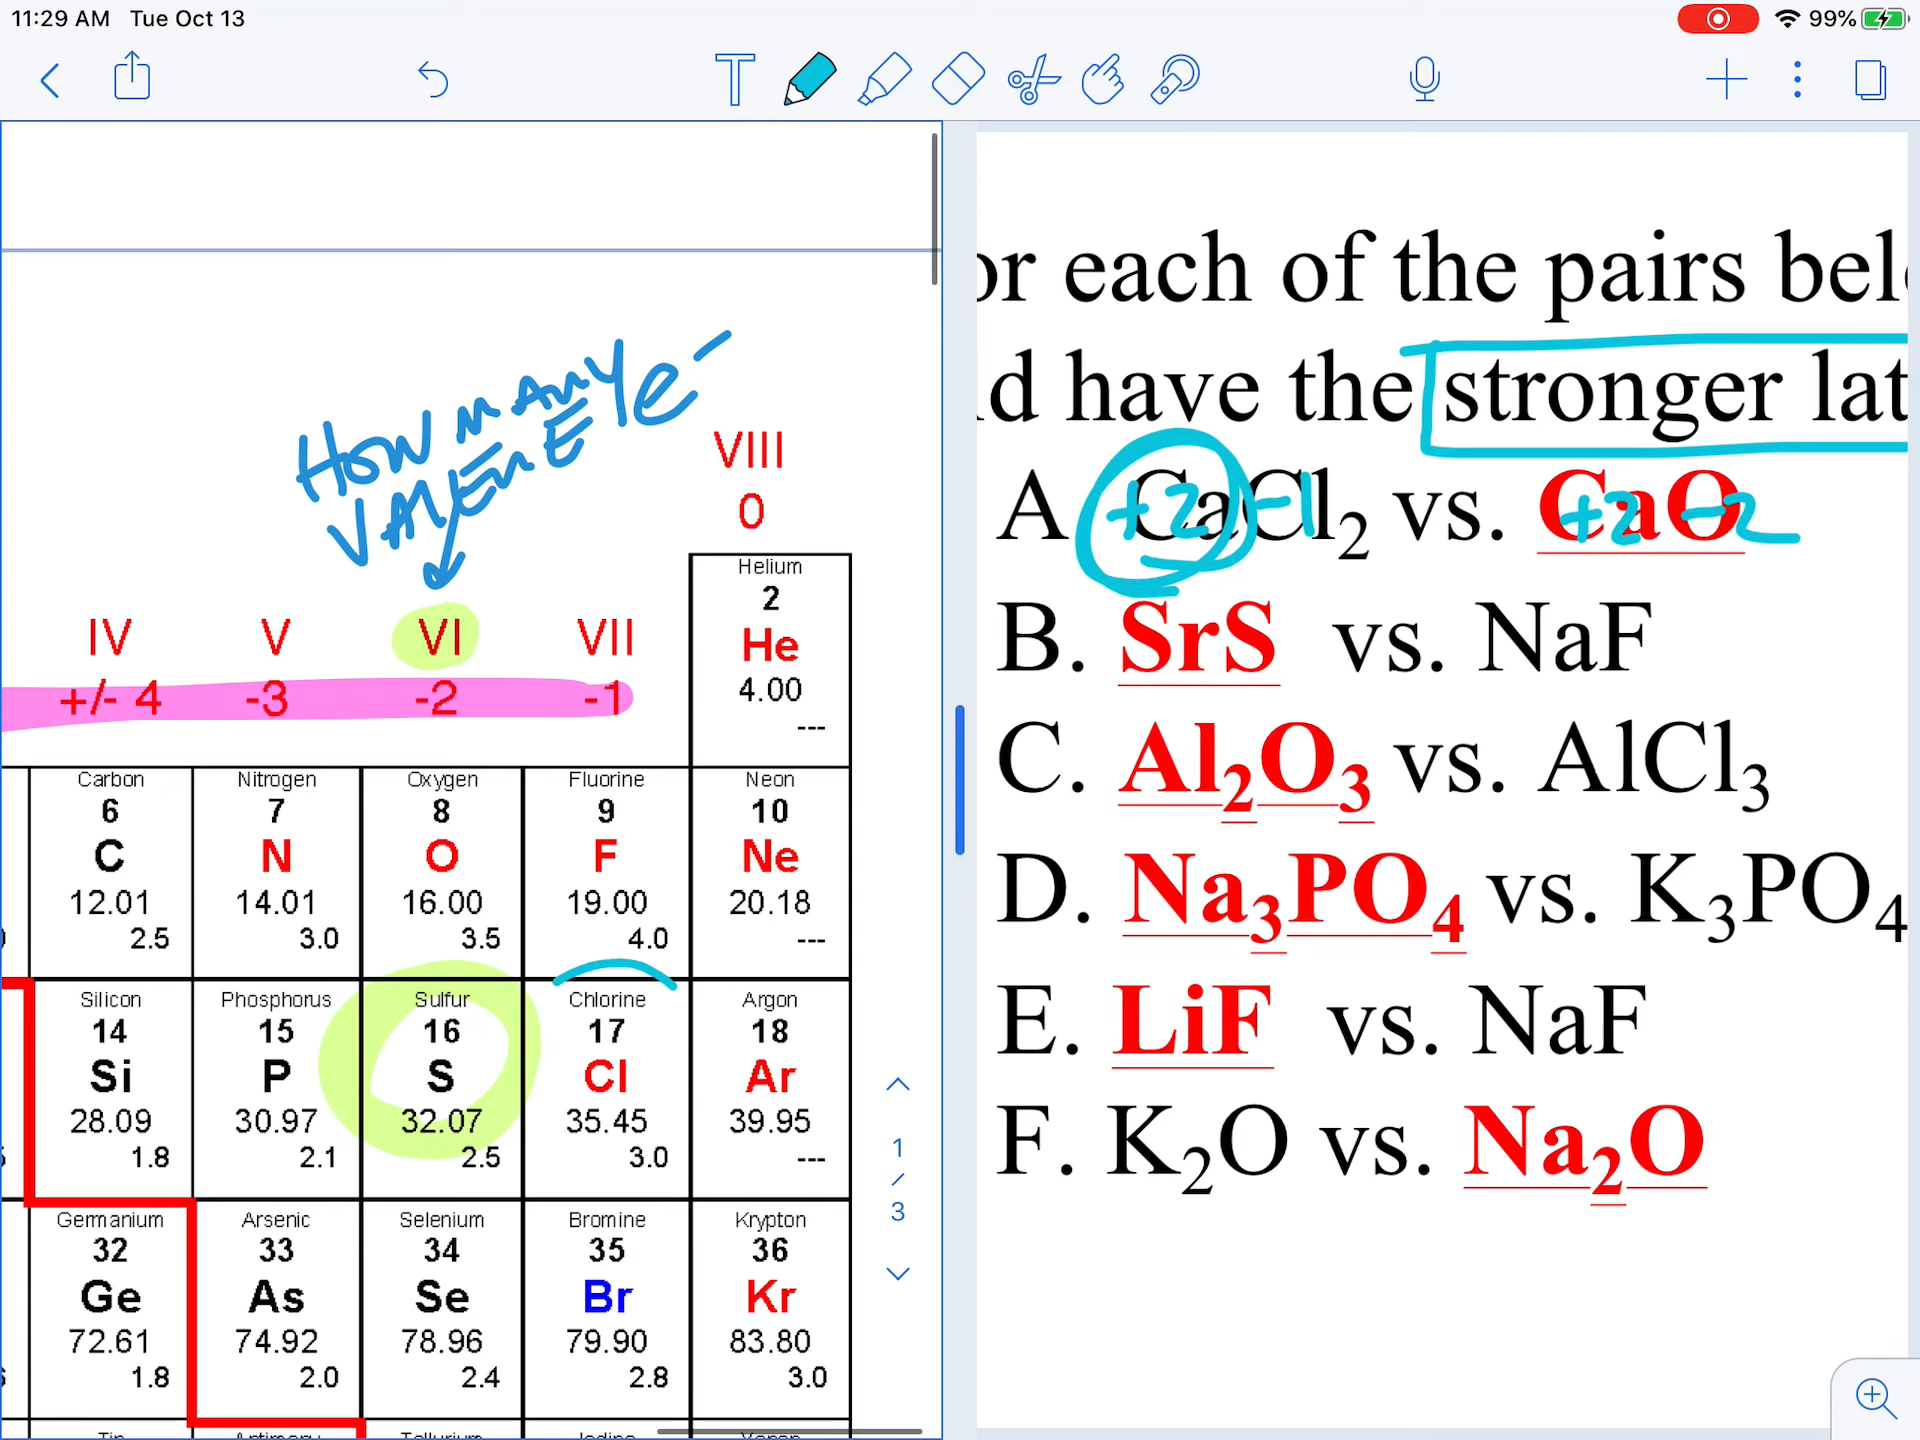 11:29 AM Tue Oct 13
99%
HOW MANY e-
VALENCE
VIII
0
IV V VI VII
+/- 4 -3 -2 -1
Helium
2
He
4.00
---
Carbon Nitrogen Oxygen Fluorine Neon
6 7 8 9 10
C N O F Ne
12.01 14.01 16.00 19.00 20.18
2.5 3.0 3.5 4.0 ---
Silicon Phosphorus Sulfur Chlorine Argon
14 15 16 17 18
Si P S Cl Ar
28.09 30.97 32.07 35.45 39.95
1.8 2.1 2.5 3.0 ---
Germanium Arsenic Selenium Bromine Krypton
32 33 34 35 36
Ge As Se Br Kr
72.61 74.92 78.96 79.90 83.80
1.8 2.0 2.4 2.8 3.0
1
/
3
or each of the pairs bel
d have the stronger lat
A CaCl2 vs. CaO
+2 -1 +2 -2
B. SrS vs. NaF
C. Al2O3 vs. AlCl3
D. Na3PO4 vs. K3PO4
E. LiF vs. NaF
F. K2O vs. Na2O